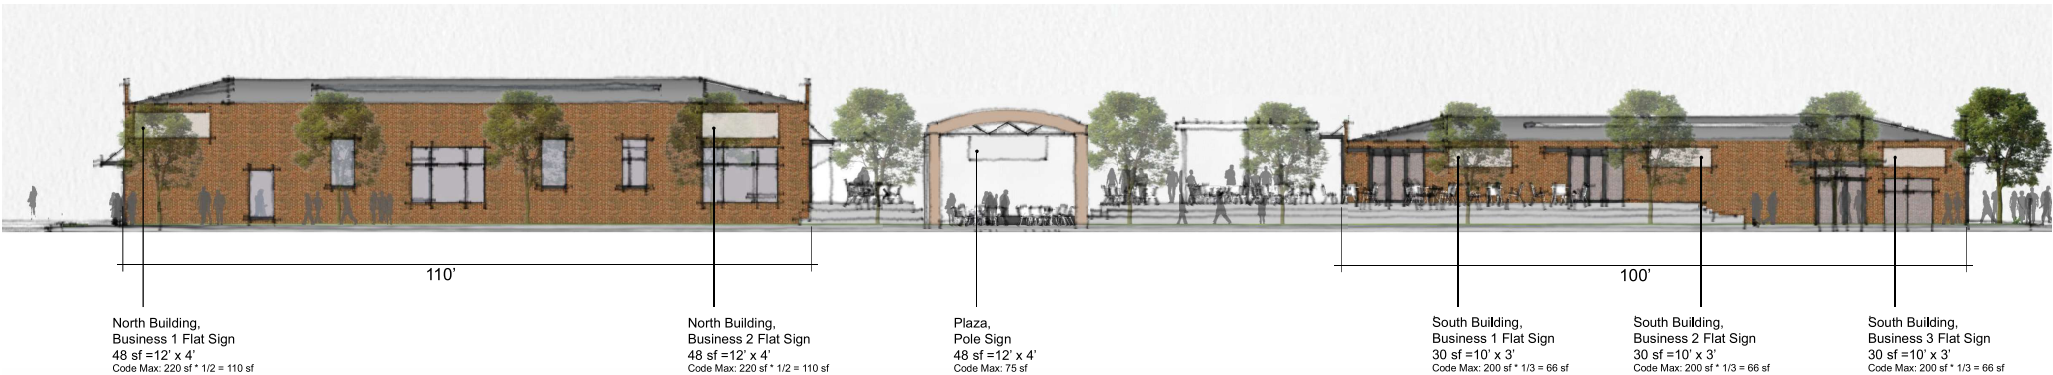 110’
100’
North Building,
Business 1 Flat Sign
48 sf =12’ x 4’
Code Max: 220 sf * 1/2 = 110 sf
North Building,
Business 2 Flat Sign
48 sf =12’ x 4’
Code Max: 220 sf * 1/2 = 110 sf
Plaza,
Pole Sign
48 sf =12’ x 4’
Code Max: 75 sf
South Building,
Business 1 Flat Sign
30 sf =10’ x 3’
Code Max: 200 sf * 1/3 = 66 sf
South Building,
Business 2 Flat Sign
30 sf =10’ x 3’
Code Max: 200 sf * 1/3 = 66 sf
South Building,
Business 3 Flat Sign
30 sf =10’ x 3’
Code Max: 200 sf * 1/3 = 66 sf